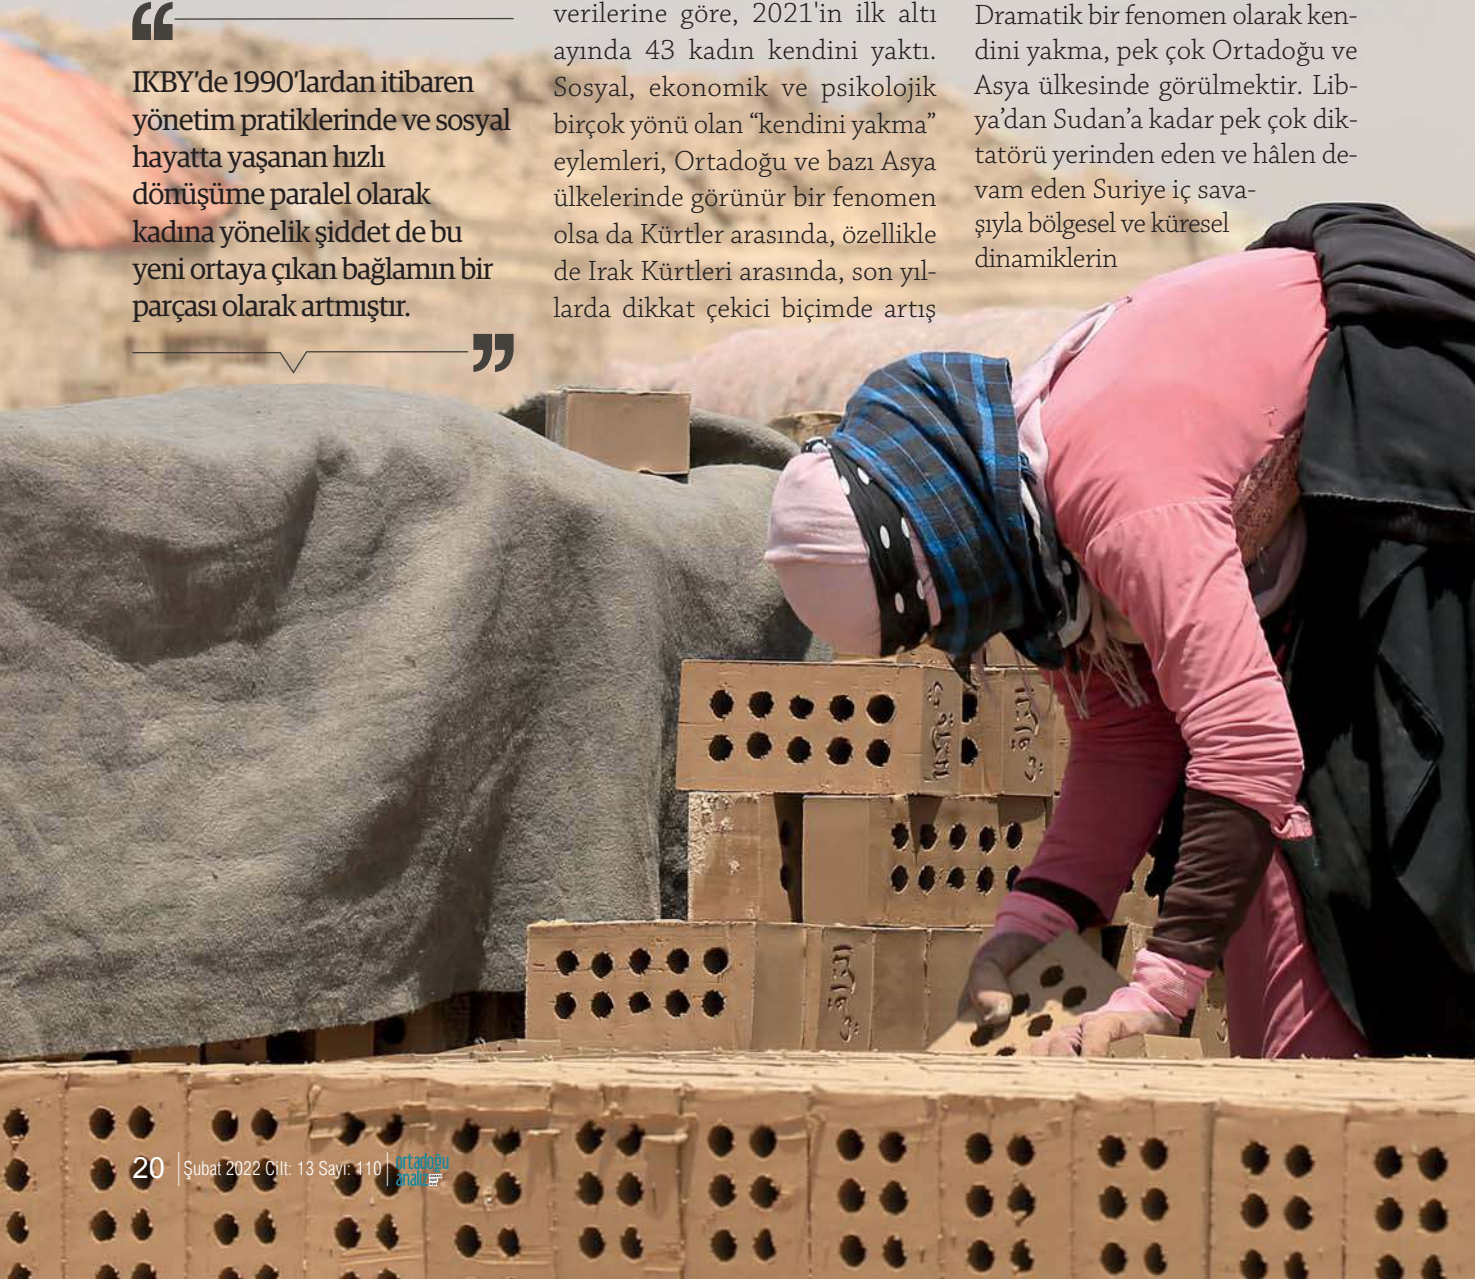 IKBY'de 1990'lardan itibaren
yönetim pratiklerinde ve sosyal
hayatta yaşanan hızlı
dönüşüme paralel olarak
kadına yönelik şiddet de bu
yeni ortaya çıkan bağlamın bir
parçası olarak artmıştır.
verilerine göre, 2021'in ilk altı
ayında 43 kadın kendini yaktı.
Sosyal, ekonomik ve psikolojik
birçok yönü olan “kendini yakma”
eylemleri, Ortadoğu ve bazı Asya
ülkelerinde görünür bir fenomen
olsa da Kürtler arasında, özellikle
de Irak Kürtleri arasında, son yıl-
larda dikkat çekici biçimde artış
Dramatik bir fenomen olarak ken-
dini yakma, pek çok Ortadoğu ve
Asya ülkesinde görülmektir. Lib-
ya’dan Sudan’a kadar pek çok dik-
tatörü yerinden eden ve hâlen de-
vam eden Suriye iç sava-
şıyla bölgesel ve küresel
dinamiklerin
20 Şubat 2022 Cilt: 13 Sayı: 110 ortadoğu
analiz